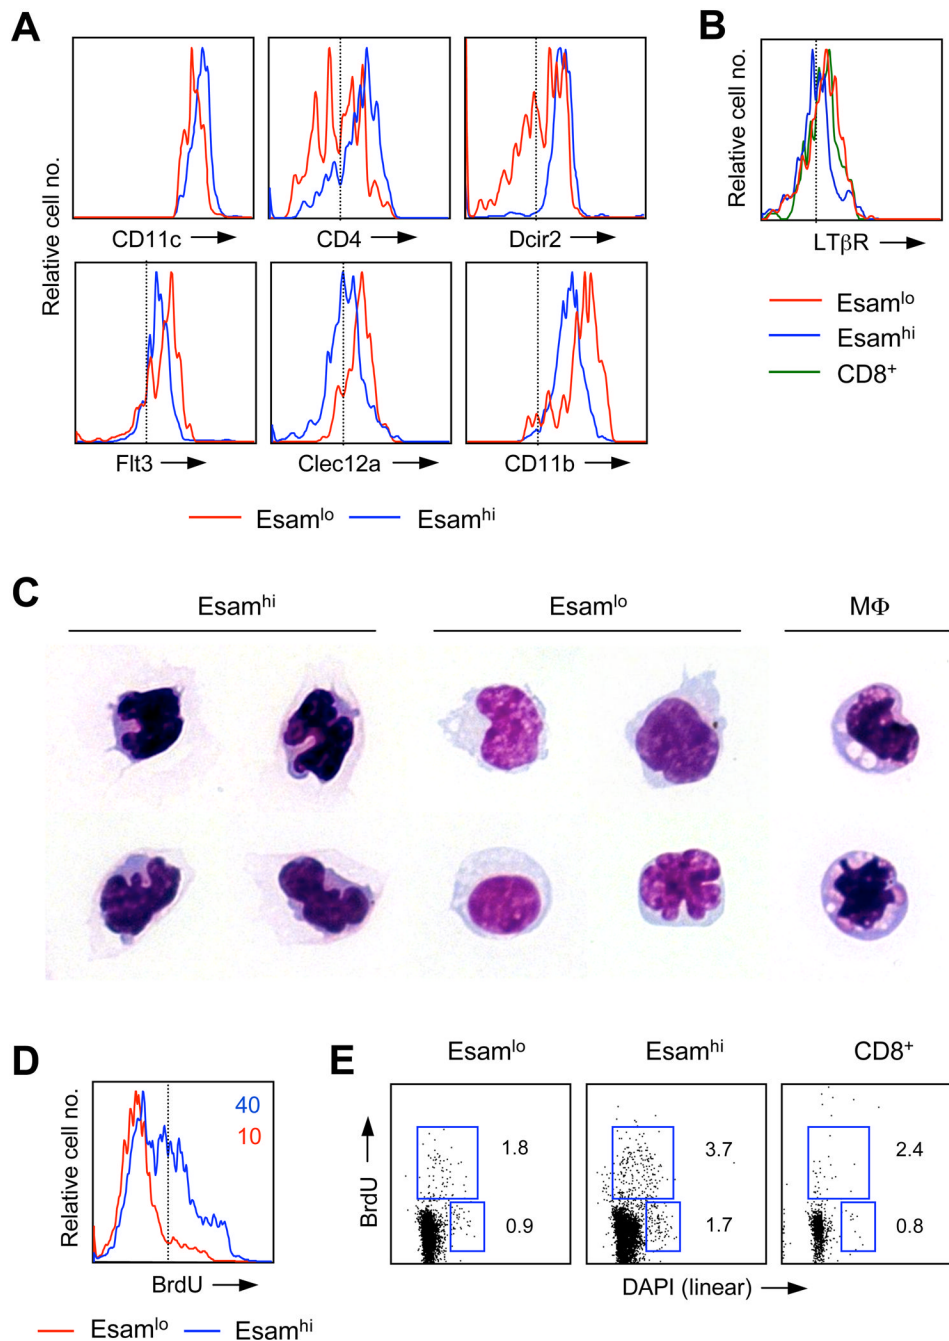 A
B
Relative cell no.
CD11c
CD4
Dcir2
Flt3
Clec12a
CD11b
Esamlo
Esamhi
Relative cell no.
LTβR
Esamlo
Esamhi
CD8+
C
Esamhi
Esamlo
MΦ
D
Relative cell no.
40
10
BrdU
Esamlo
Esamhi
E
Esamlo
Esamhi
CD8+
BrdU
1.8
0.9
3.7
1.7
2.4
0.8
DAPI (linear)